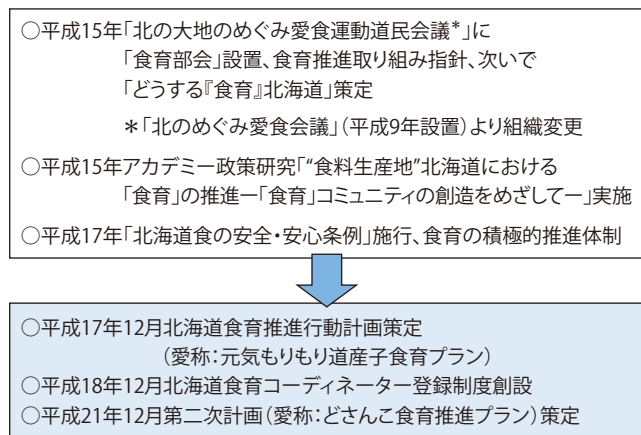 ○平成15年「北の大地のめぐみ愛食運動道民会議*」に
「食育部会」設置、食育推進取り組み指針、次いで
「どうする『食育』北海道」策定
＊「北のめぐみ愛食会議」(平成9年設置)より組織変更
○平成15年アカデミー政策研究「“食料生産地”北海道における
「食育」の推進ー「食育」コミュニティの創造をめざしてー」実施
○平成17年「北海道食の安全・安心条例」施行、食育の積極的推進体制
○平成17年12月北海道食育推進行動計画策定
(愛称：元気もりもり道産子食育プラン)
○平成18年12月北海道食育コーディネーター登録制度創設
○平成21年12月第二次計画(愛称：どさんこ食育推進プラン)策定